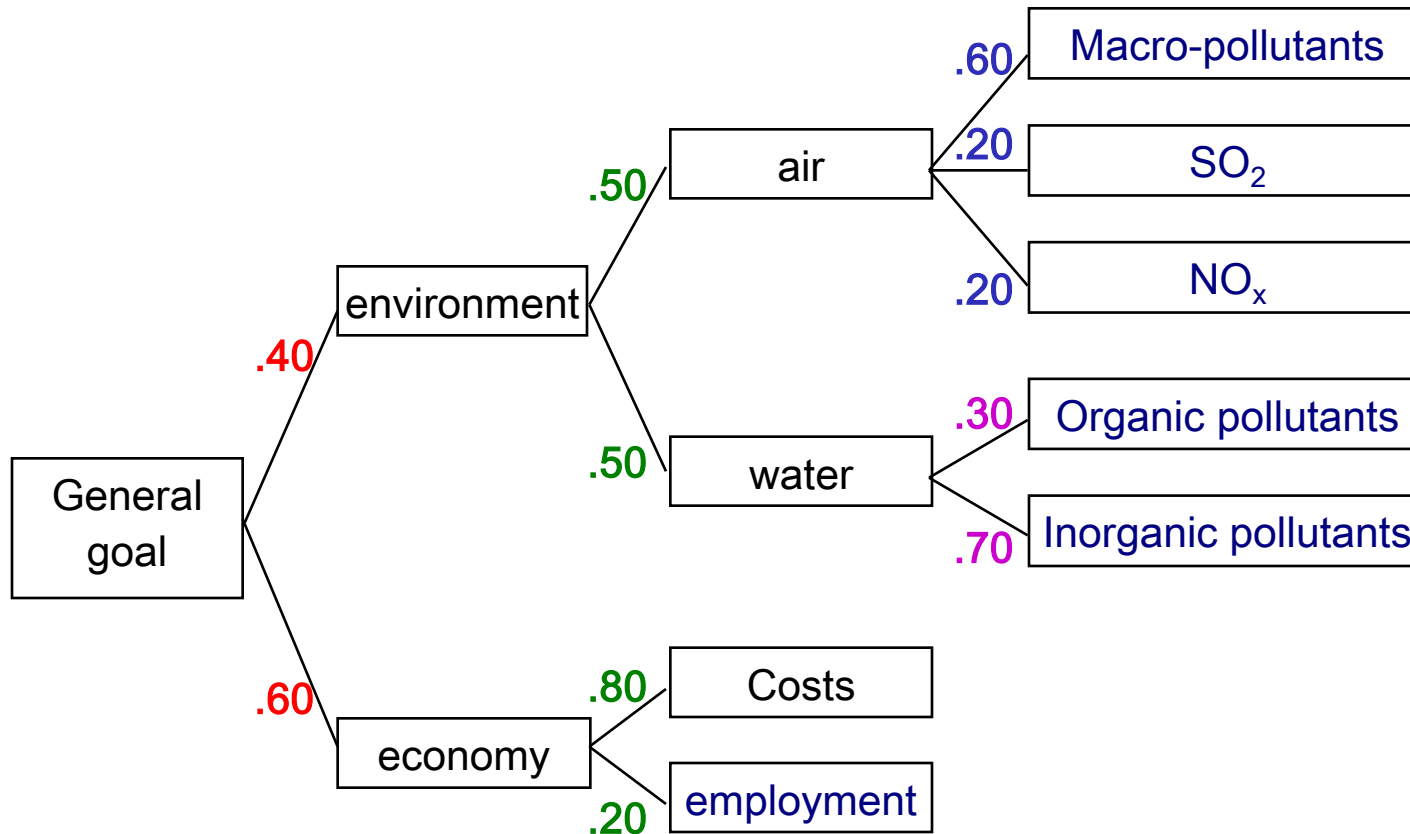 Macro-pollutants
.60
.20
SO₂
air
.50
.20
NOₓ
environment
.40
Organic pollutants
.30
.50
water
General
goal
Inorganic pollutants
.70
Costs
.80
.60
economy
employment
.20